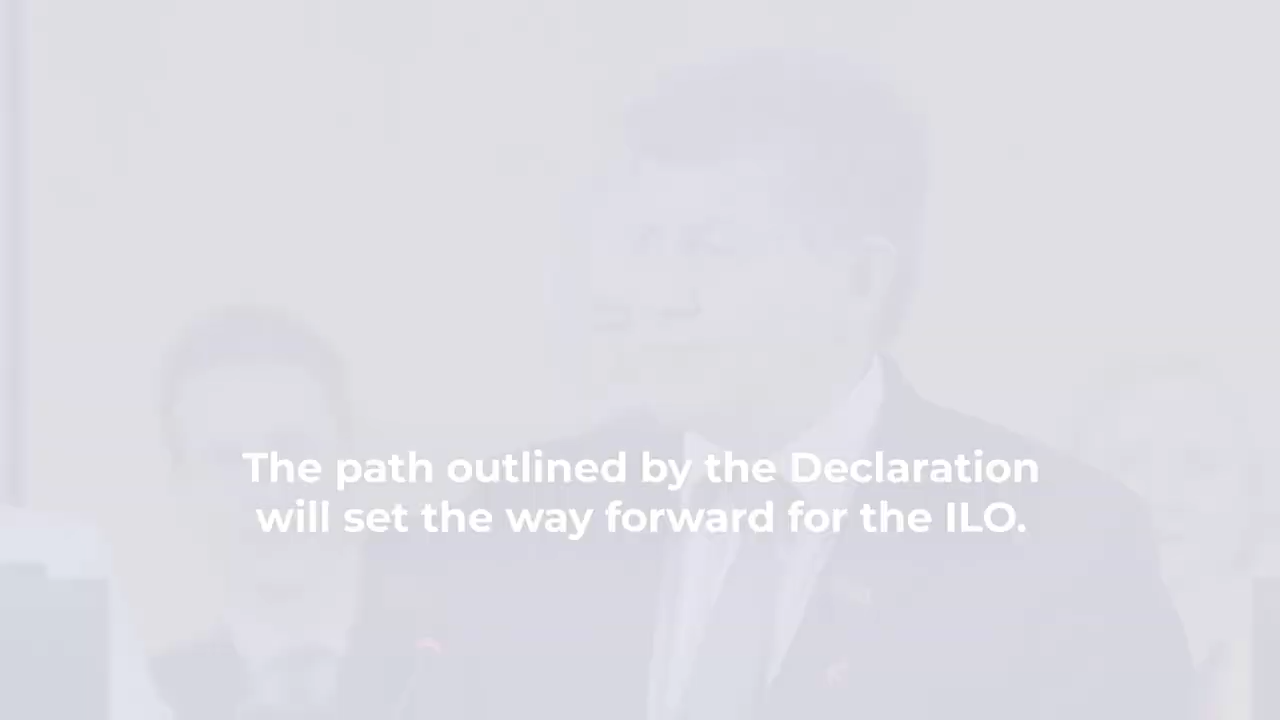 The path outlined by the Declaration
will set the way forward for the ILO.